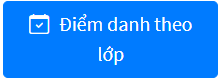 Điểm danh theo
lớp